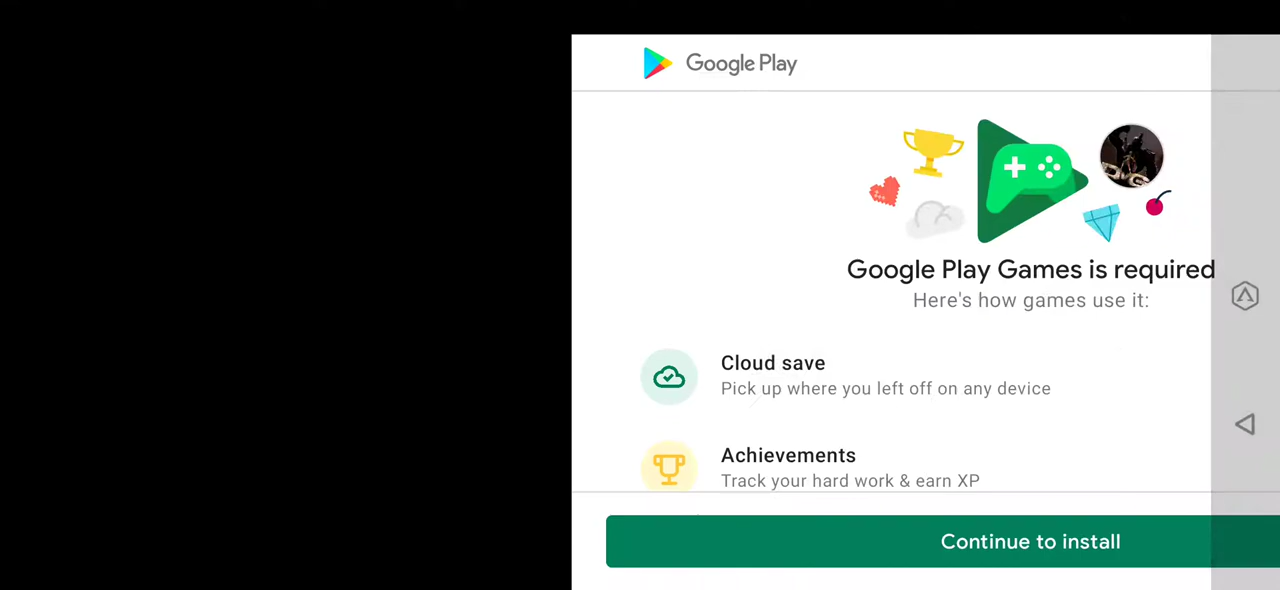 Google Play
Google Play Games is required
Here's how games use it:
Cloud save
Pick up where you left off on any device
Achievements
Track your hard work & earn XP
Continue to install